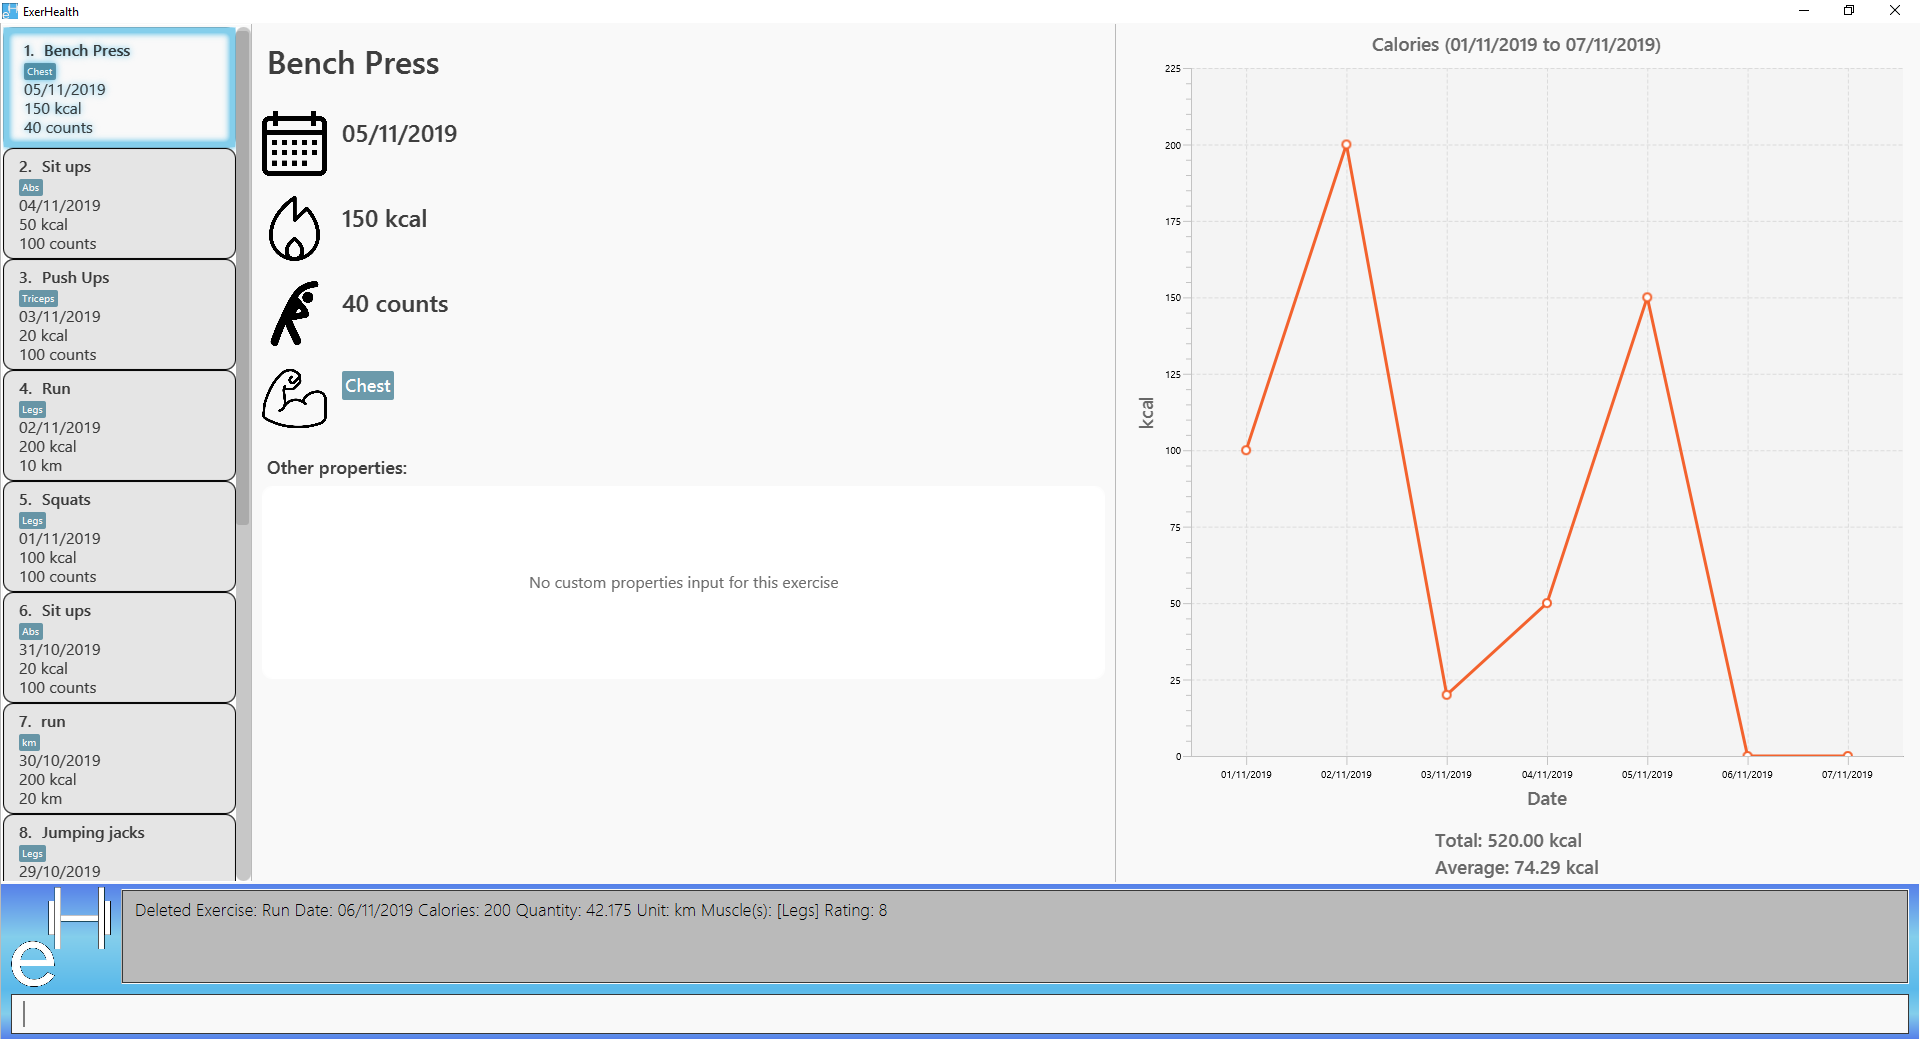 ExerHealth
1. Bench Press
Chest
05/11/2019
150 kcal
40 counts
2. Sit ups
Abs
04/11/2019
50 kcal
100 counts
3. Push Ups
Triceps
03/11/2019
20 kcal
100 counts
4. Run
Legs
02/11/2019
200 kcal
10 km
5. Squats
Legs
01/11/2019
100 kcal
100 counts
6. Sit ups
Abs
31/10/2019
20 kcal
100 counts
7. run
km
30/10/2019
200 kcal
20 km
8. Jumping jacks
Legs
29/10/2019
Bench Press
05/11/2019
150 kcal
40 counts
Chest
Other properties:
No custom properties input for this exercise
Calories (01/11/2019 to 07/11/2019)
225
200
175
150
125
100
75
50
25
0
kcal
01/11/2019 02/11/2019 03/11/2019 04/11/2019 05/11/2019 06/11/2019 07/11/2019
Date
Total: 520.00 kcal
Average: 74.29 kcal
eH
Deleted Exercise: Run Date: 06/11/2019 Calories: 200 Quantity: 42.175 Unit: km Muscle(s): [Legs] Rating: 8